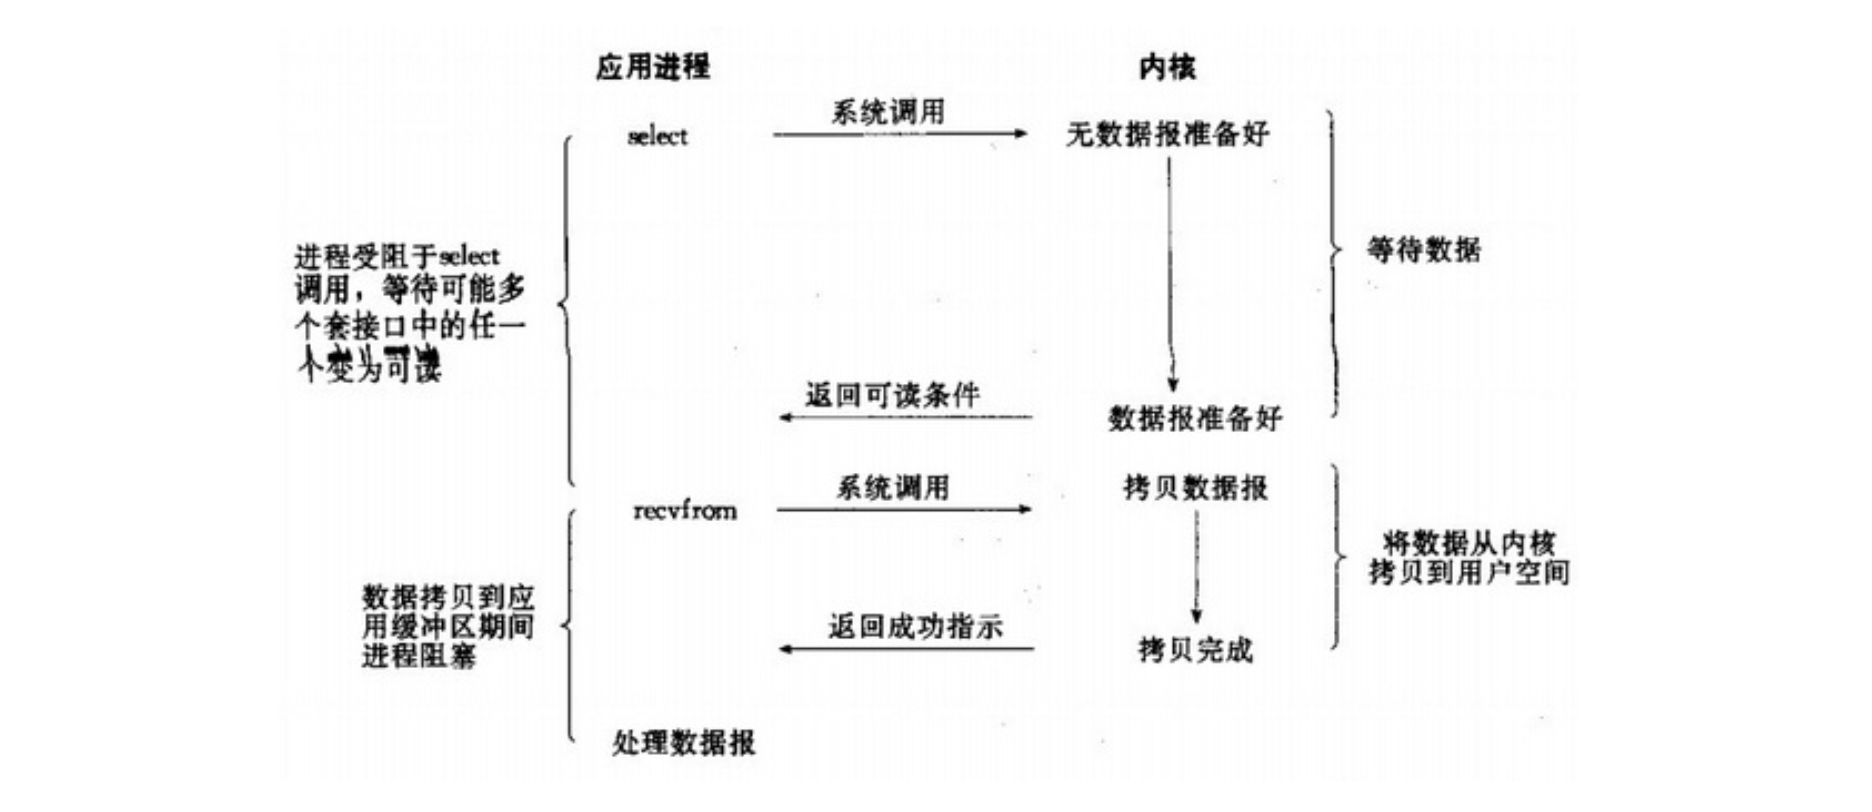 应用进程
内核
系统调用
select
无数据报准备好
进程受阻于select
调用，等待可能多
个套接口中的任一
个变为可读
等待数据
返回可读条件
数据报准备好
系统调用
拷贝数据报
recvfrom
将数据从内核
拷贝到用户空间
数据拷贝到应
用缓冲区期间
进程阻塞
返回成功指示
拷贝完成
处理数据报